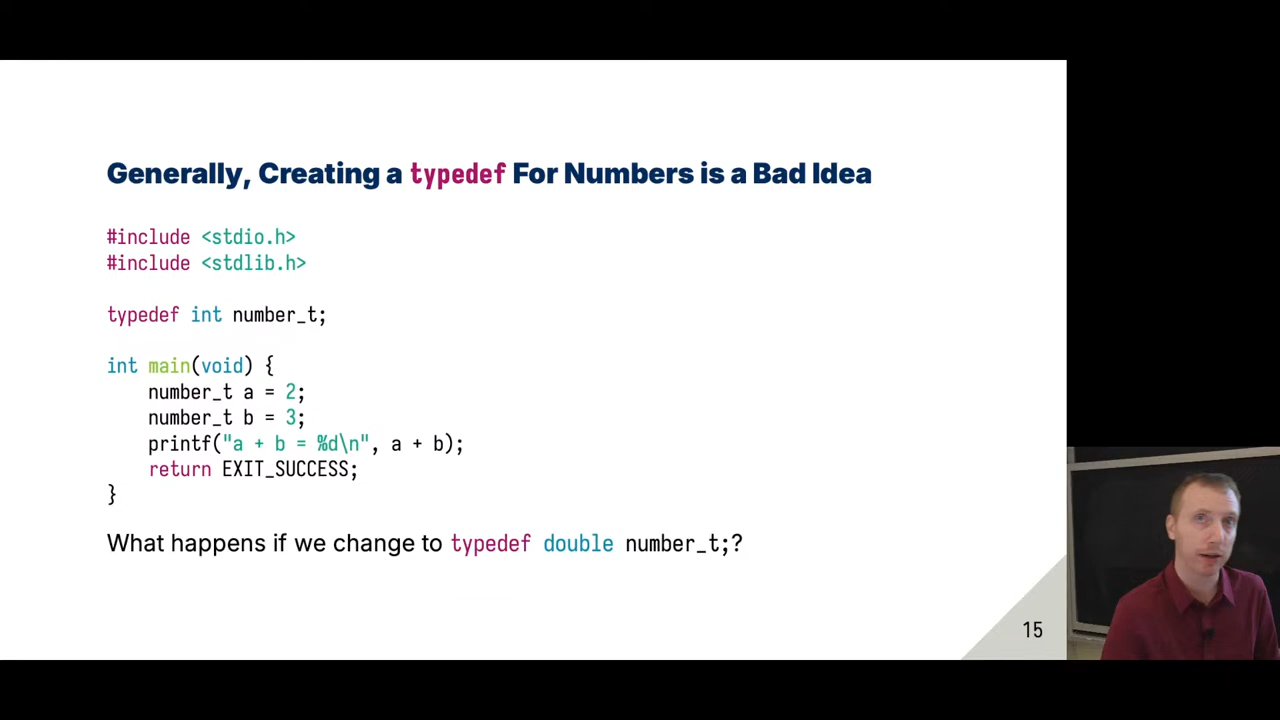 Generally, Creating a typedef For Numbers is a Bad Idea
#include <stdio.h>
#include <stdlib.h>
typedef int number_t;
int main(void) {
    number_t a = 2;
    number_t b = 3;
    printf("a + b = %d\n", a + b);
    return EXIT_SUCCESS;
}
What happens if we change to typedef double number_t;?
15